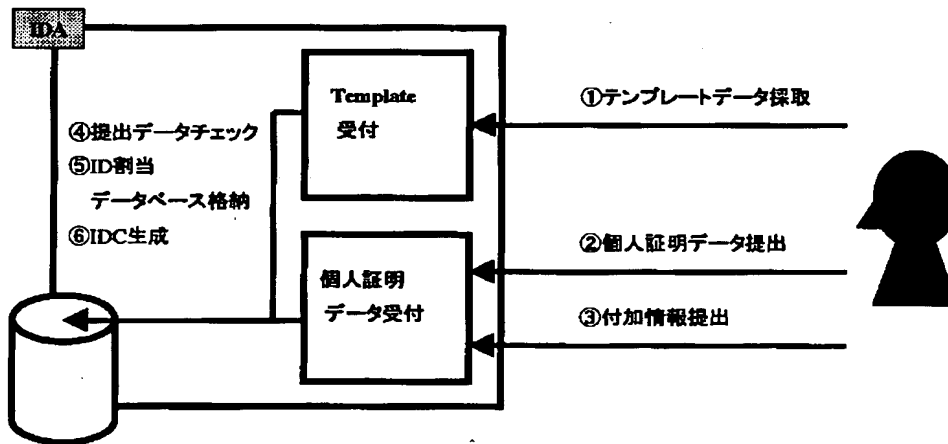 IDA
Template
受付
①テンプレートデータ採取
④提出データチェック
⑤ID割当
データベース格納
⑥IDC生成
②個人証明データ提出
個人証明
データ受付
③付加情報提出